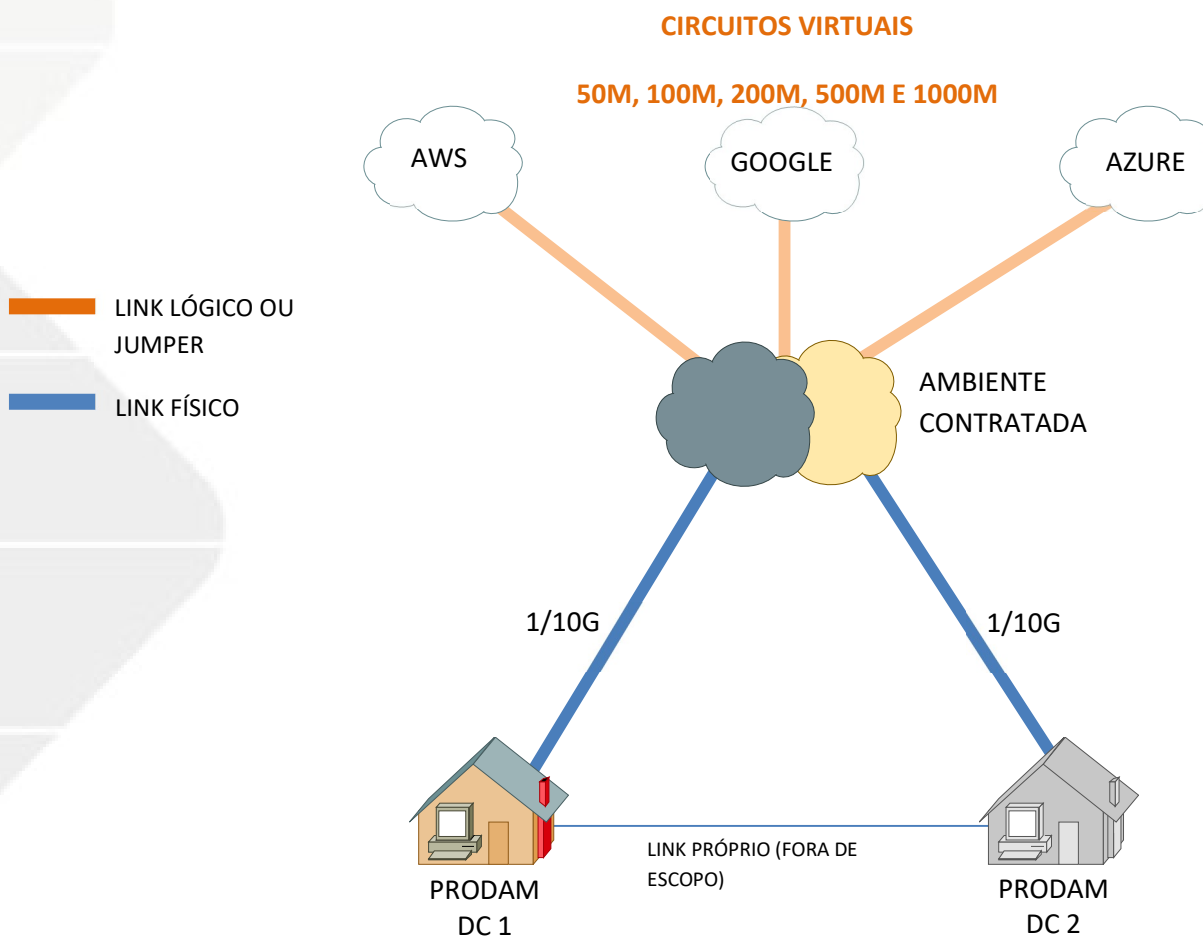 CIRCUITOS VIRTUAIS
50M, 100M, 200M, 500M E 1000M
AWS
GOOGLE
AZURE
LINK LÓGICO OU
JUMPER
LINK FÍSICO
AMBIENTE
CONTRATADA
1/10G
1/10G
LINK PRÓPRIO (FORA DE
ESCOPO)
PRODAM
DC 1
PRODAM
DC 2